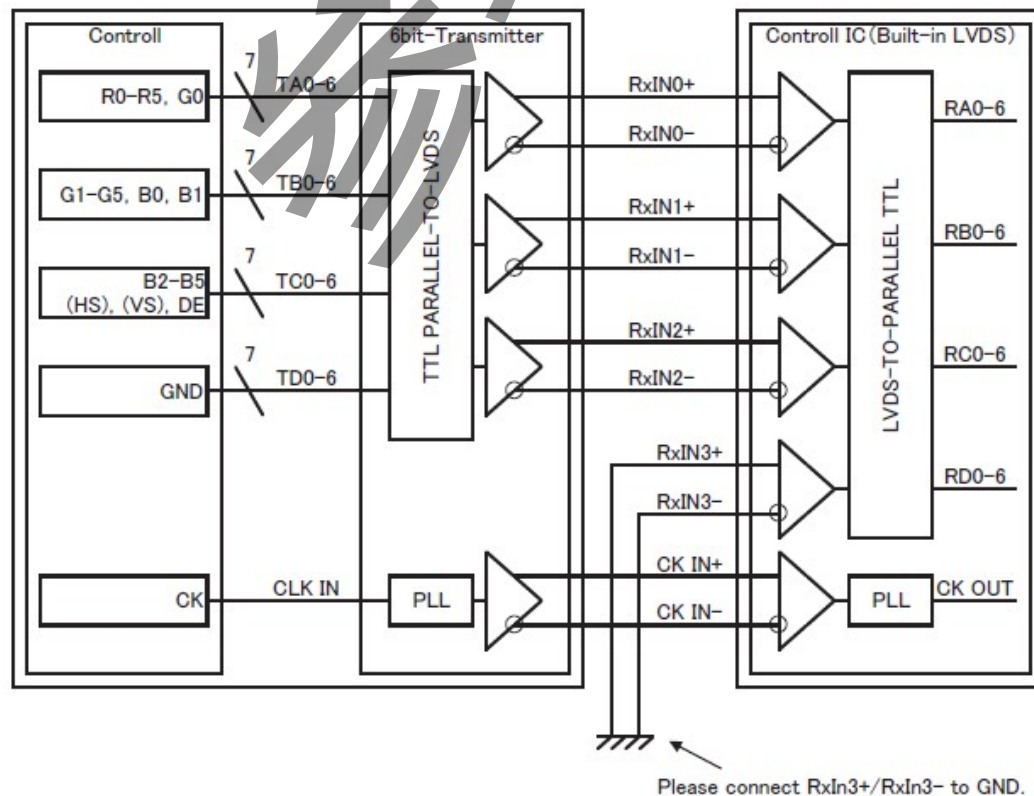 Controll
6bit-Transmitter
Controll IC(Built-in LVDS)
R0-R5, G0
7
TA0-6
RxIN0+
RxIN0-
RA0-6
G1-G5, B0, B1
7
TB0-6
RxIN1+
RxIN1-
RB0-6
B2-B5
(HS), (VS), DE
7
TC0-6
RxIN2+
RxIN2-
RC0-6
GND
7
TD0-6
TTL PARALLEL-TO-LVDS
LVDS-TO-PARALLEL TTL
RxIN3+
RxIN3-
RD0-6
CK
CLK IN
PLL
CK IN+
CK IN-
PLL
CK OUT
Please connect RxIn3+/RxIn3- to GND.